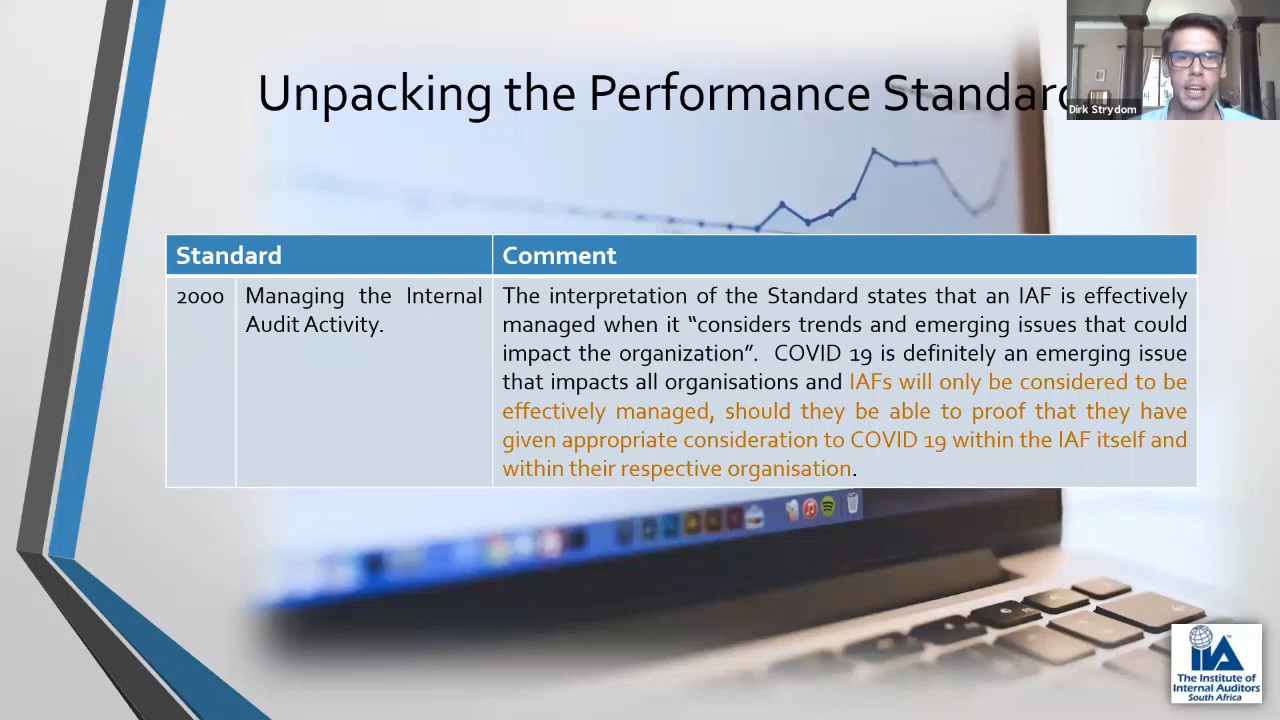 Unpacking the Performance Standard
Dirk Strydom
Standard
Comment
2000
Managing the Internal
Audit Activity.
The interpretation of the Standard states that an IAF is effectively
managed when it “considers trends and emerging issues that could
impact the organization”. COVID 19 is definitely an emerging issue
that impacts all organisations and IAFs will only be considered to be
effectively managed, should they be able to proof that they have
given appropriate consideration to COVID 19 within the IAF itself and
within their respective organisation.
IIA
The Institute of
Internal Auditors
South Africa